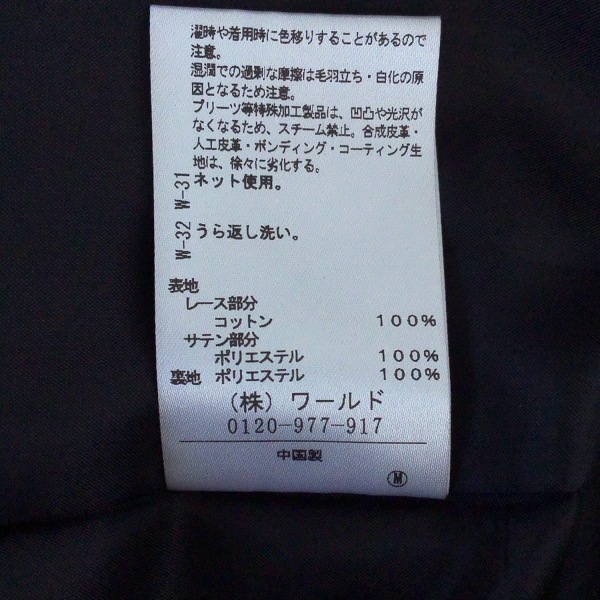 濯時や着用時に色移りすることがあるので
注意。
湿潤での過剰な摩擦は毛羽立ち・白化の原
因となるため注意。
プリーツ等特殊加工製品は、凹凸や光沢が
なくなるため、スチーム禁止。合成皮革・
人工皮革・ボンディング・コーティング生
地は、徐々に劣化する。
W-31 ネット使用。
W-32 うら返し洗い。
表地
レース部分
コットン 100%
サテン部分
ポリエステル 100%
裏地 ポリエステル 100%
(株) ワールド
0120-977-917
中国製
M